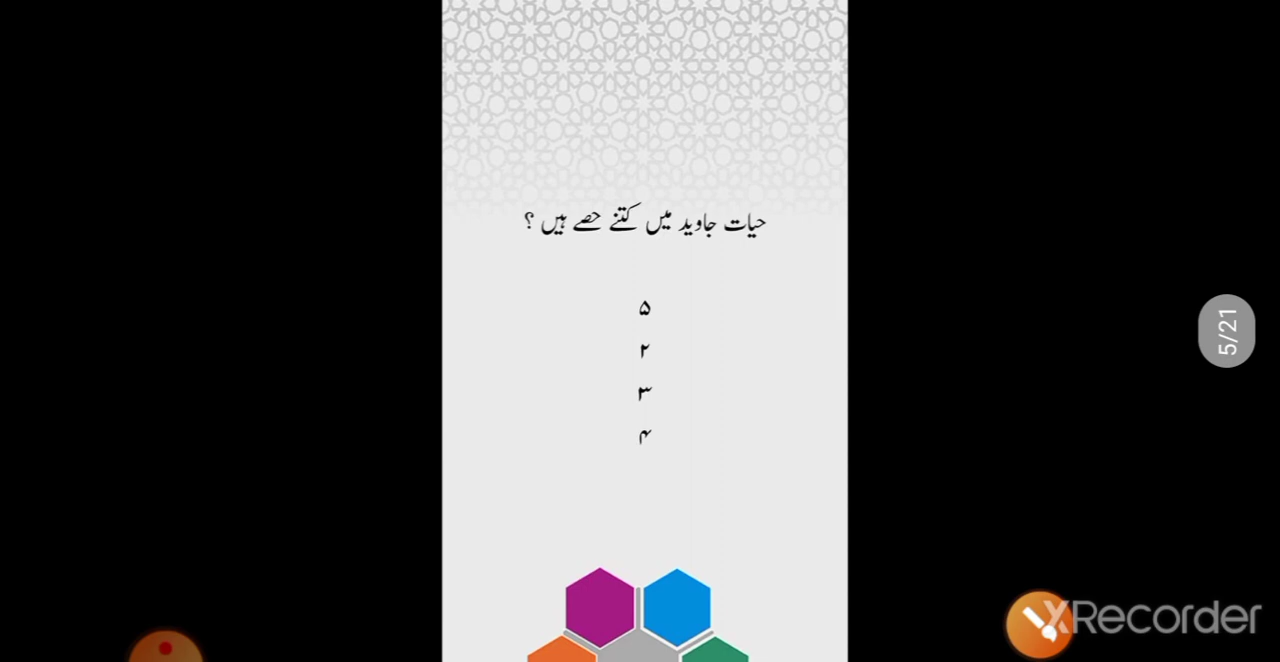 حیات جاوید میں کتنے حصے ہیں ؟
۵
۲
۳
۴
5/21
XRecorder